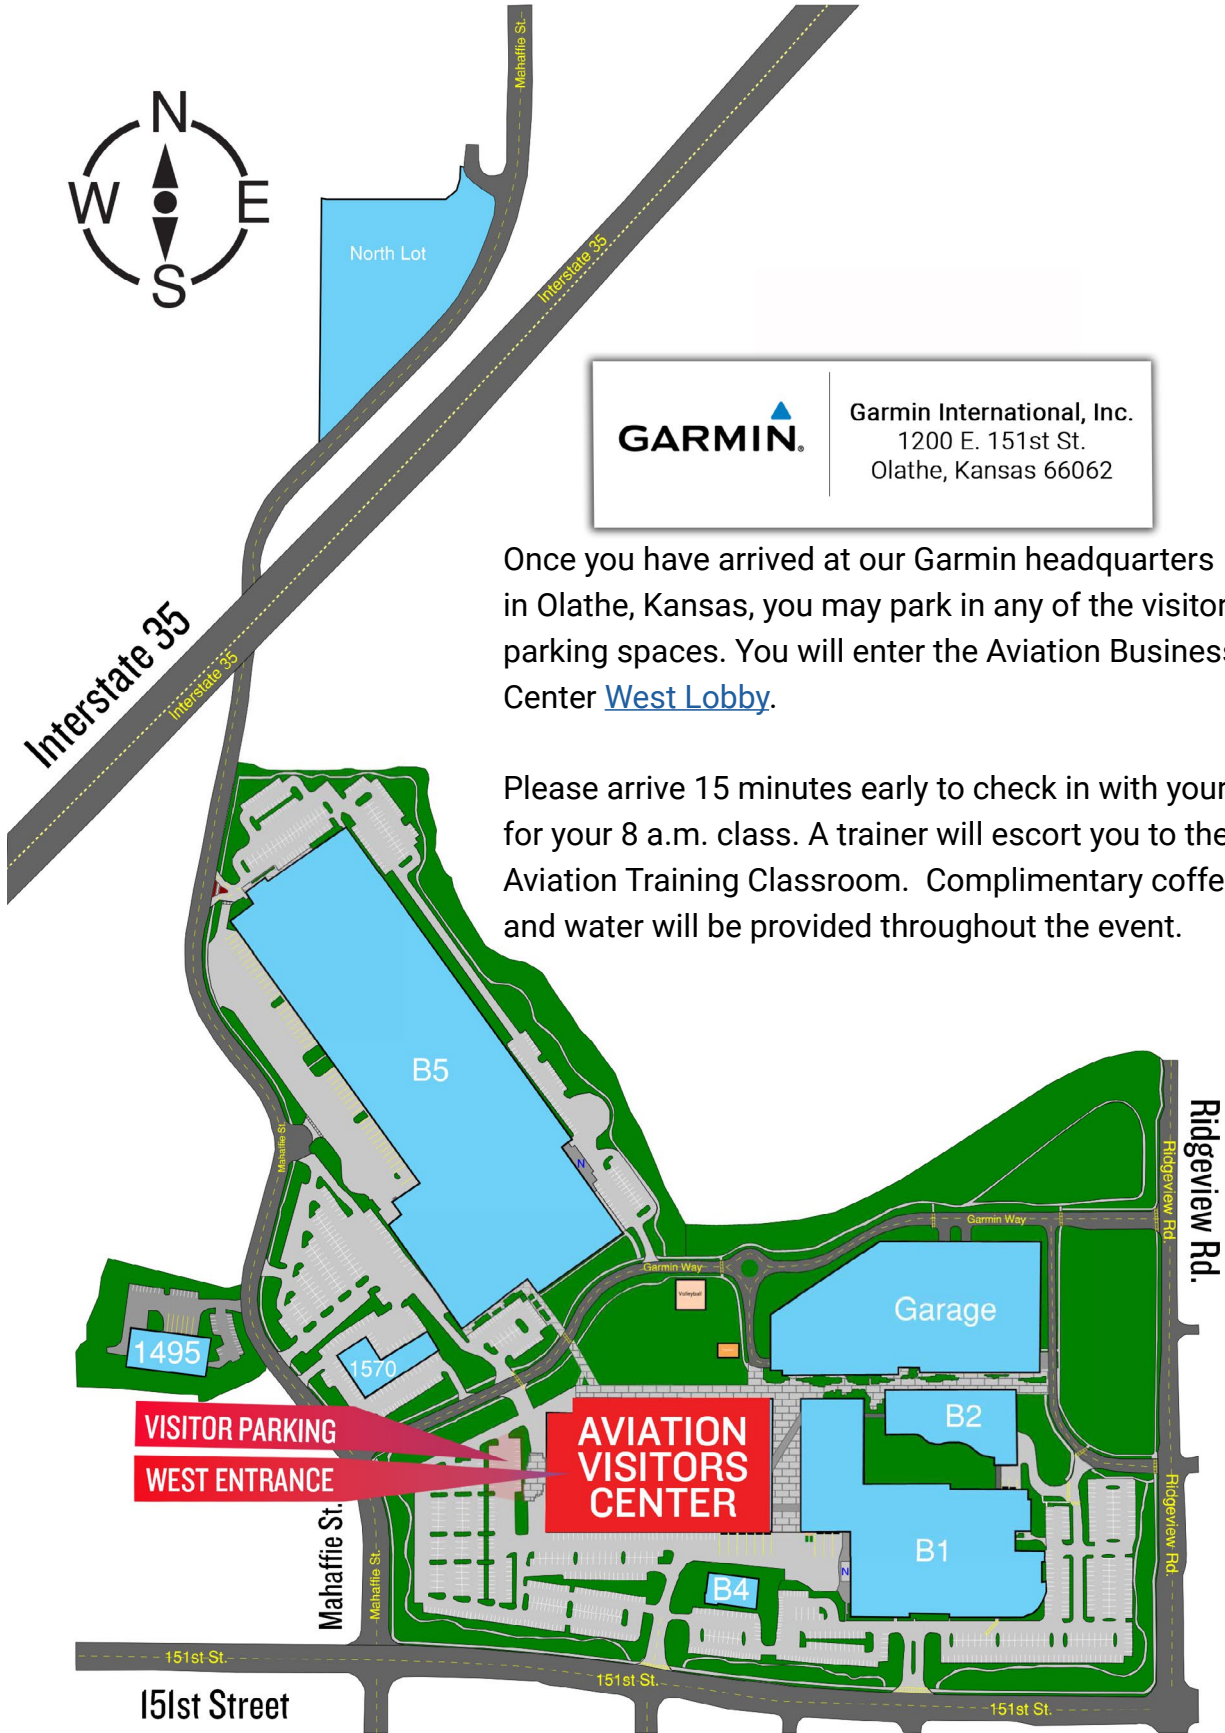 Mahaffie St.
N
W E
S
North Lot
Interstate 35
GARMIN®
Garmin International, Inc.
1200 E. 151st St.
Olathe, Kansas 66062
Once you have arrived at our Garmin headquarters
in Olathe, Kansas, you may park in any of the visitor
parking spaces. You will enter the Aviation Business
Center West Lobby.
Interstate 35
Interstate 35
Please arrive 15 minutes early to check in with your
for your 8 a.m. class. A trainer will escort you to the
Aviation Training Classroom. Complimentary coffe
and water will be provided throughout the event.
B5
Mahaffie St.
N
Ridgeview Rd.
Ridgeview Rd.
Garmin Way
Garmin Way
Volleyball
Garage
1495
1570
VISITOR PARKING
WEST ENTRANCE
AVIATION
VISITORS
CENTER
B2
B1
N
B4
Ridgeview Rd.
Mahaffie St.
Mahaffie St.
151st St.
151st St.
151st St.
151st Street